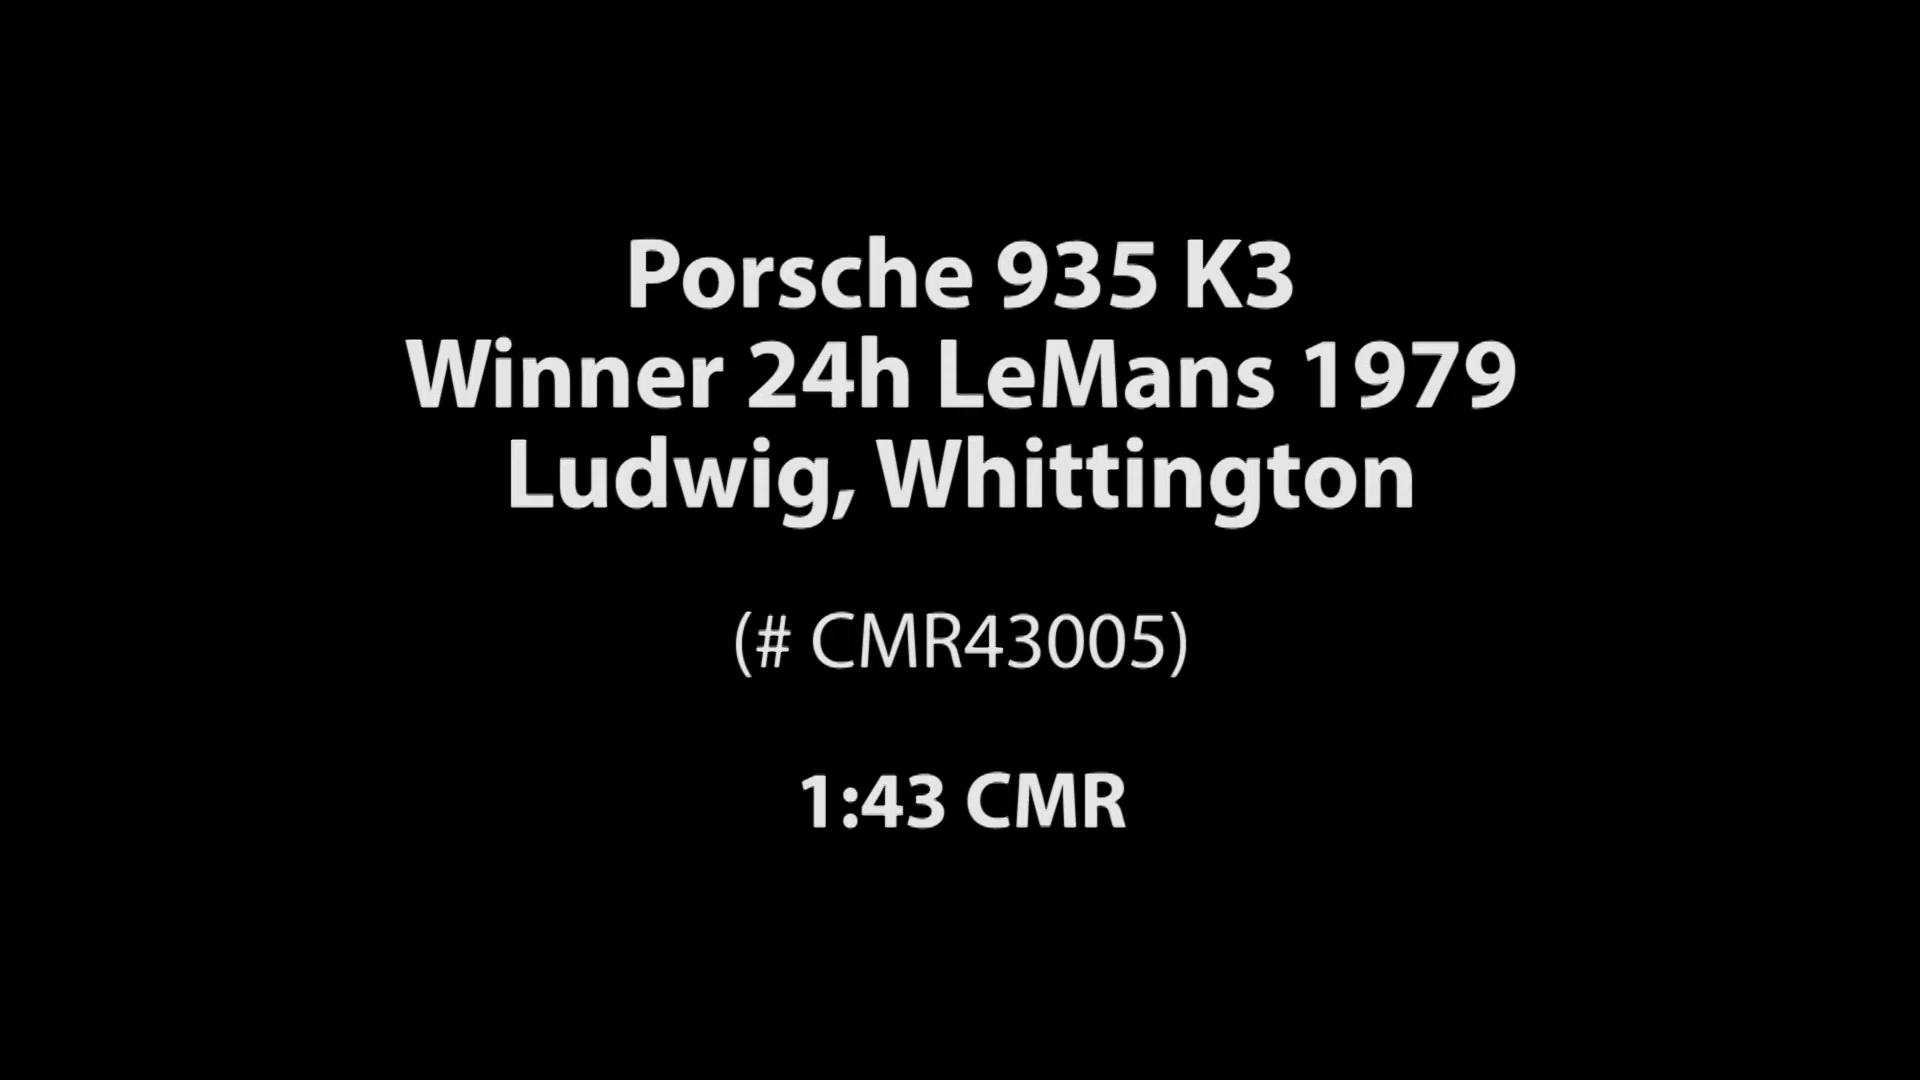 Porsche 935 K3
Winner 24h LeMans 1979
Ludwig, Whittington
(# CMR43005)
1:43 CMR